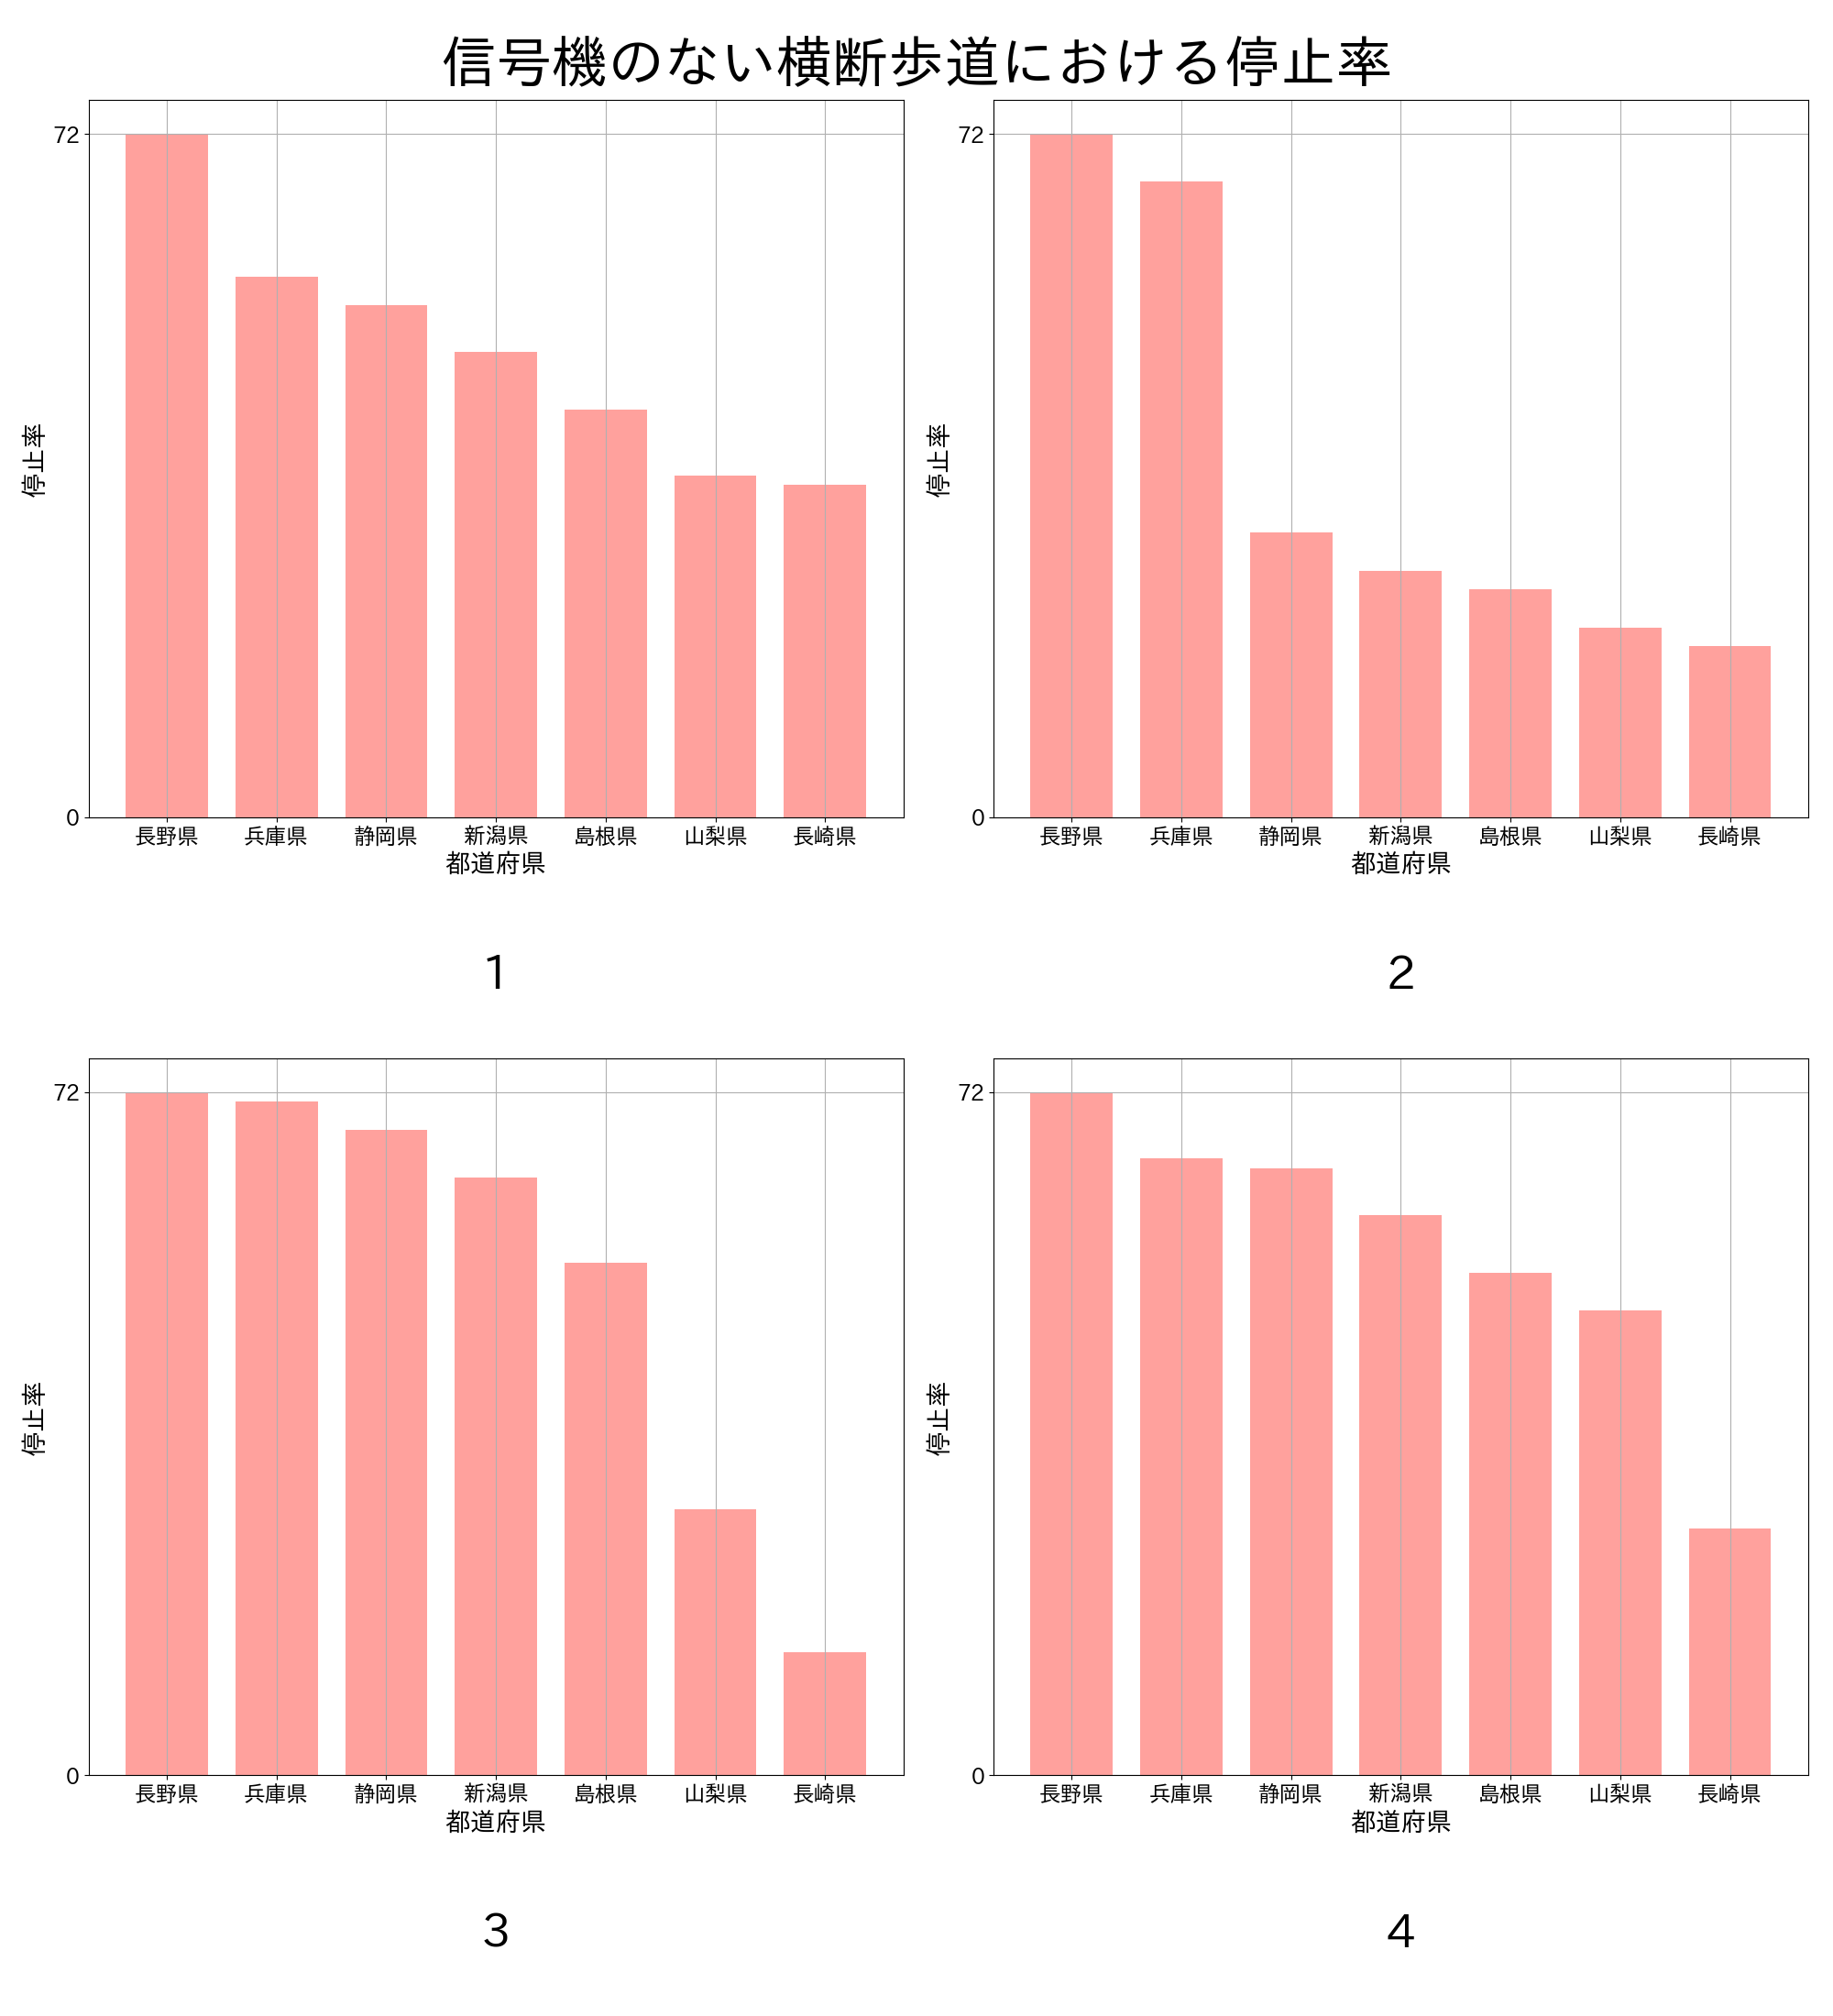 信号機のない横断歩道における停止率
72
0
停止率
長野県 兵庫県 静岡県 新潟県 島根県 山梨県 長崎県
都道府県
1
72
0
停止率
長野県 兵庫県 静岡県 新潟県 島根県 山梨県 長崎県
都道府県
2
72
0
停止率
長野県 兵庫県 静岡県 新潟県 島根県 山梨県 長崎県
都道府県
3
72
0
停止率
長野県 兵庫県 静岡県 新潟県 島根県 山梨県 長崎県
都道府県
4